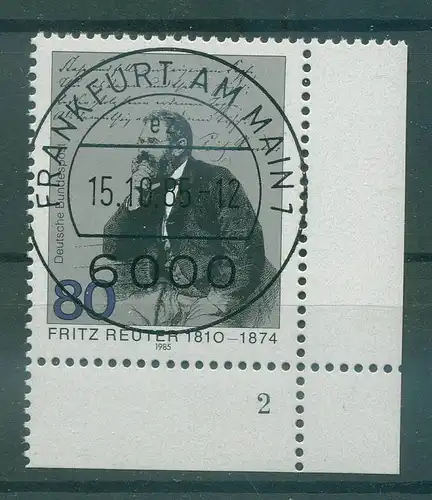 FRANKFURT AM MAIN 1
e
15.10.85-12
6000
Deutsche Bundespost
80
FRITZ REUTER 1810–1874
1985
2